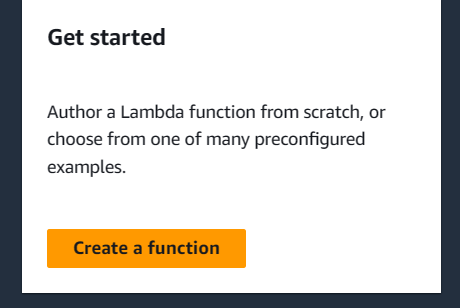 Get started
Author a Lambda function from scratch, or
choose from one of many preconfigured
examples.
Create a function